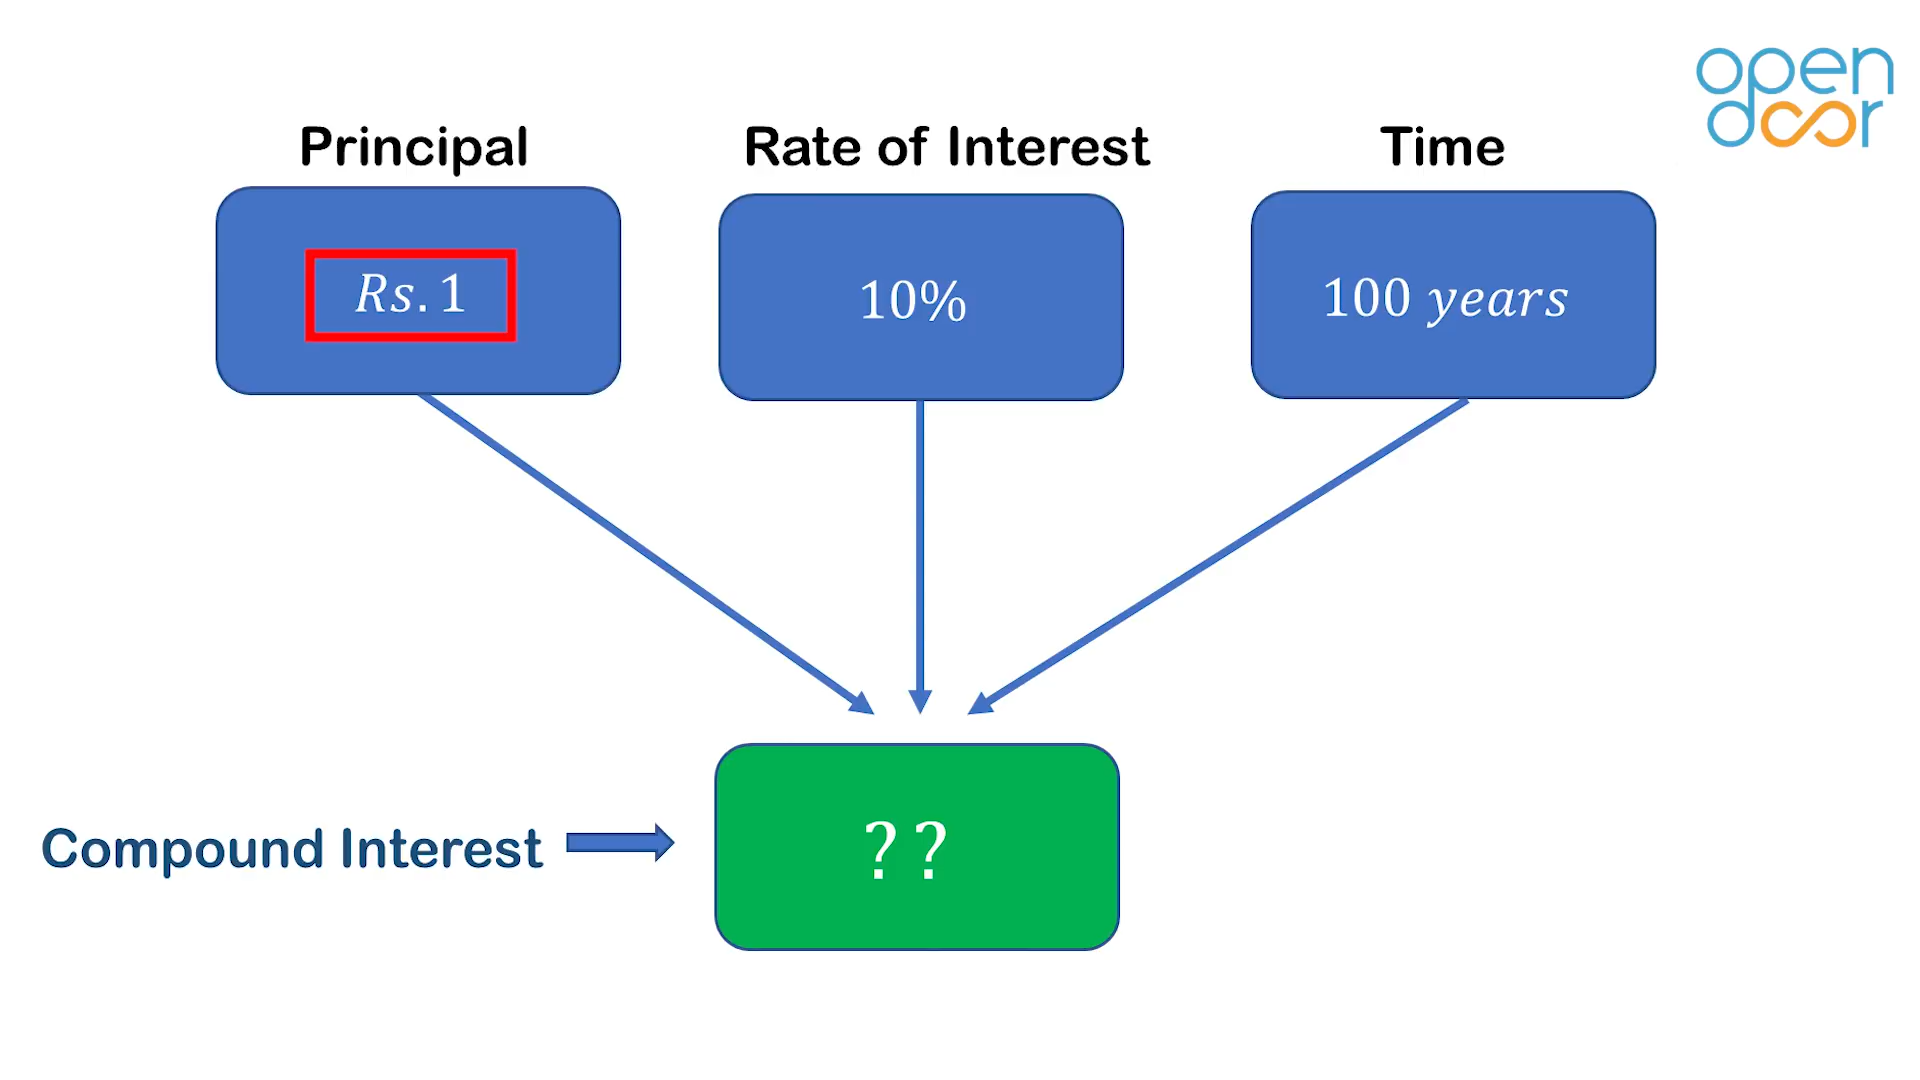 open
door
Principal
Rate of Interest
Time
Rs. 1
10%
100 years
Compound Interest
? ?